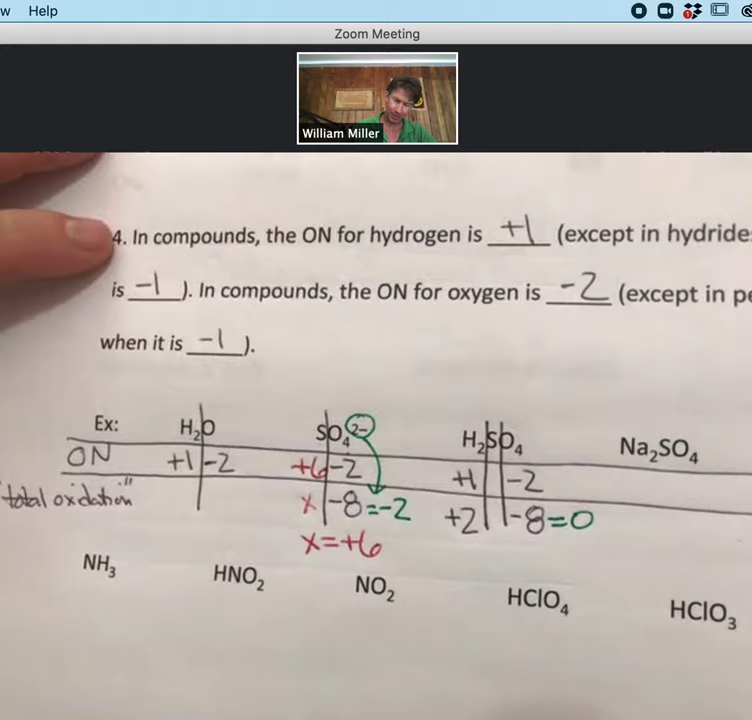 w Help
Zoom Meeting
William Miller
4. In compounds, the ON for hydrogen is +1 (except in hydride
is -1 ). In compounds, the ON for oxygen is -2 (except in pe
when it is -1 ).
Ex: H₂O SO₄²⁻ H₂SO₄ Na₂SO₄
ON +1 -2 +6 -2 +1 -2
"total oxidation" x -8=-2 +2 -8=0
x=+6
NH₃ HNO₂ NO₂ HClO₄ HClO₃